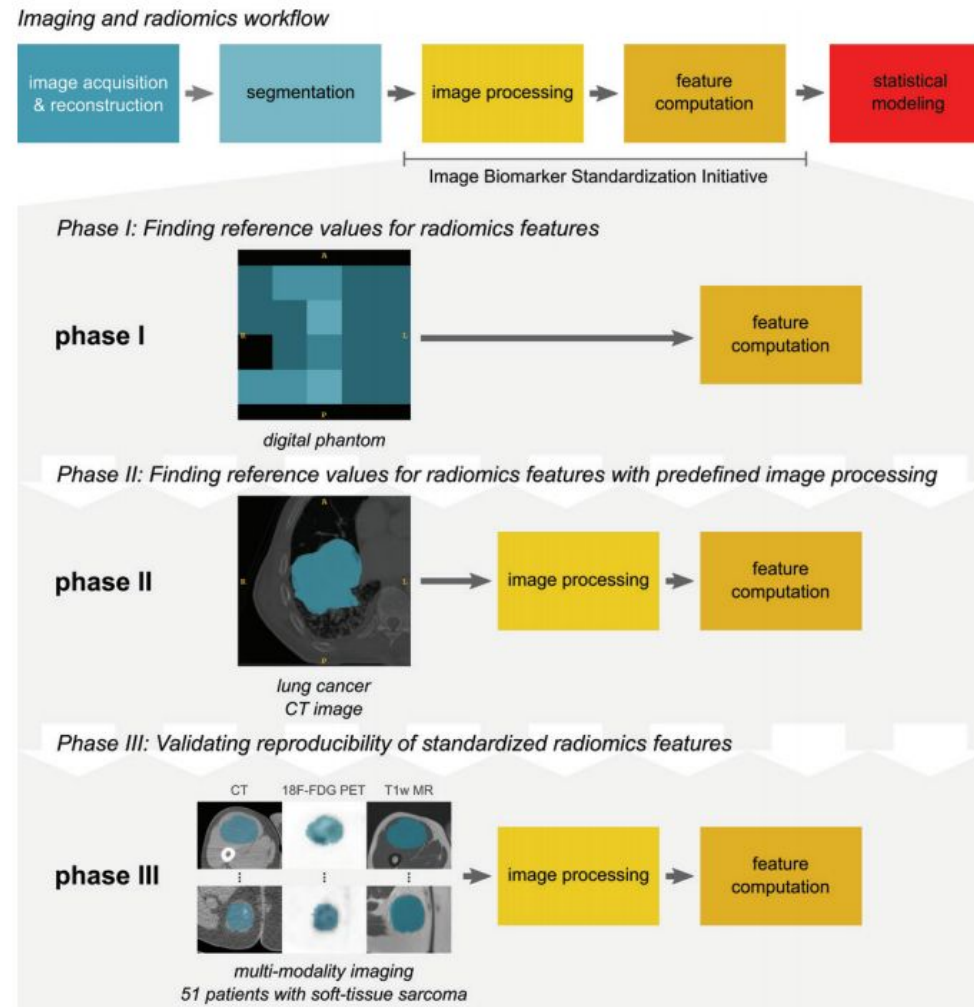 Imaging and radiomics workflow
image acquisition
& reconstruction
segmentation
image processing
feature
computation
statistical
modeling
Image Biomarker Standardization Initiative
Phase I: Finding reference values for radiomics features
A
R
L
P
phase I
feature
computation
digital phantom
Phase II: Finding reference values for radiomics features with predefined image processing
A
R
L
P
phase II
image processing
feature
computation
lung cancer
CT image
Phase III: Validating reproducibility of standardized radiomics features
CT
18F-FDG PET
T1w MR
phase III
image processing
feature
computation
multi-modality imaging
51 patients with soft-tissue sarcoma